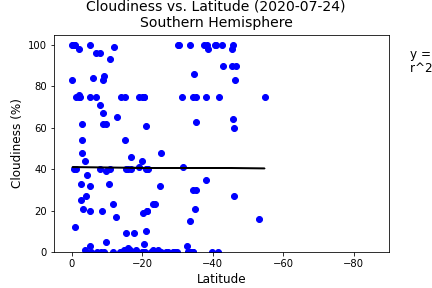 Cloudiness vs. Latitude (2020-07-24)
Southern Hemisphere
100
80
60
40
20
0
Cloudiness (%)
0
−20
−40
−60
−80
Latitude
y =
r^2